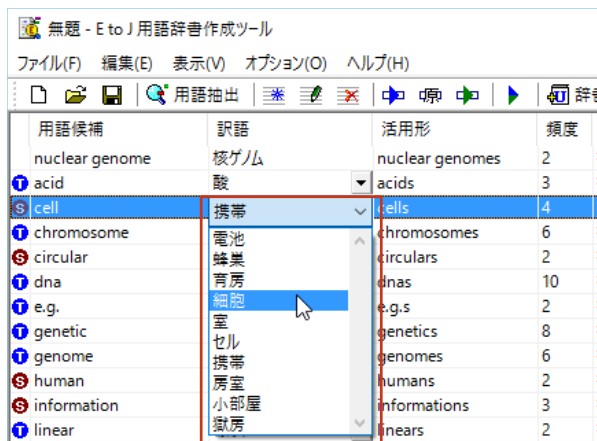 無題 - E to J 用語辞書作成ツール
ファイル(F) 編集(E) 表示(V) オプション(O) ヘルプ(H)
用語抽出 原 辞書
用語候補 訳語 活用形 頻度
nuclear genome 核ゲノム nuclear genomes 2
T acid 酸 acids 3
S cell 携帯 cells 4
T chromosome 電池 chromosomes 6
S circular 蜂巣 circulars 2
T dna 育房 dnas 10
T e.g. 細胞 e.g.s 2
T genetic 室 genetics 8
T genome セル genomes 6
S human 携帯 humans 2
S information 房室 informations 3
T linear 小部屋 linears 2
獄房